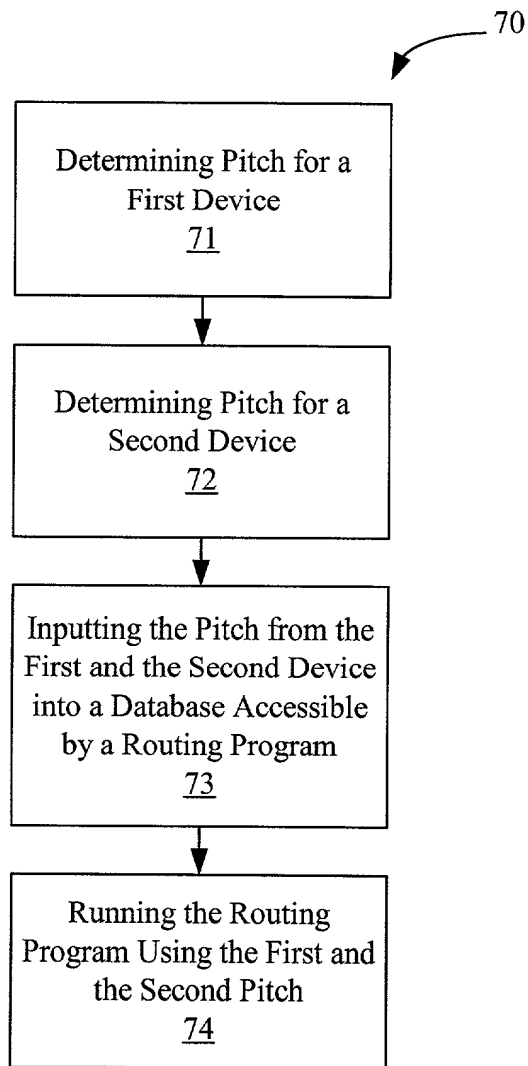 70
Determining Pitch for a
First Device
71
Determining Pitch for a
Second Device
72
Inputting the Pitch from the
First and the Second Device
into a Database Accessible
by a Routing Program
73
Running the Routing
Program Using the First and
the Second Pitch
74